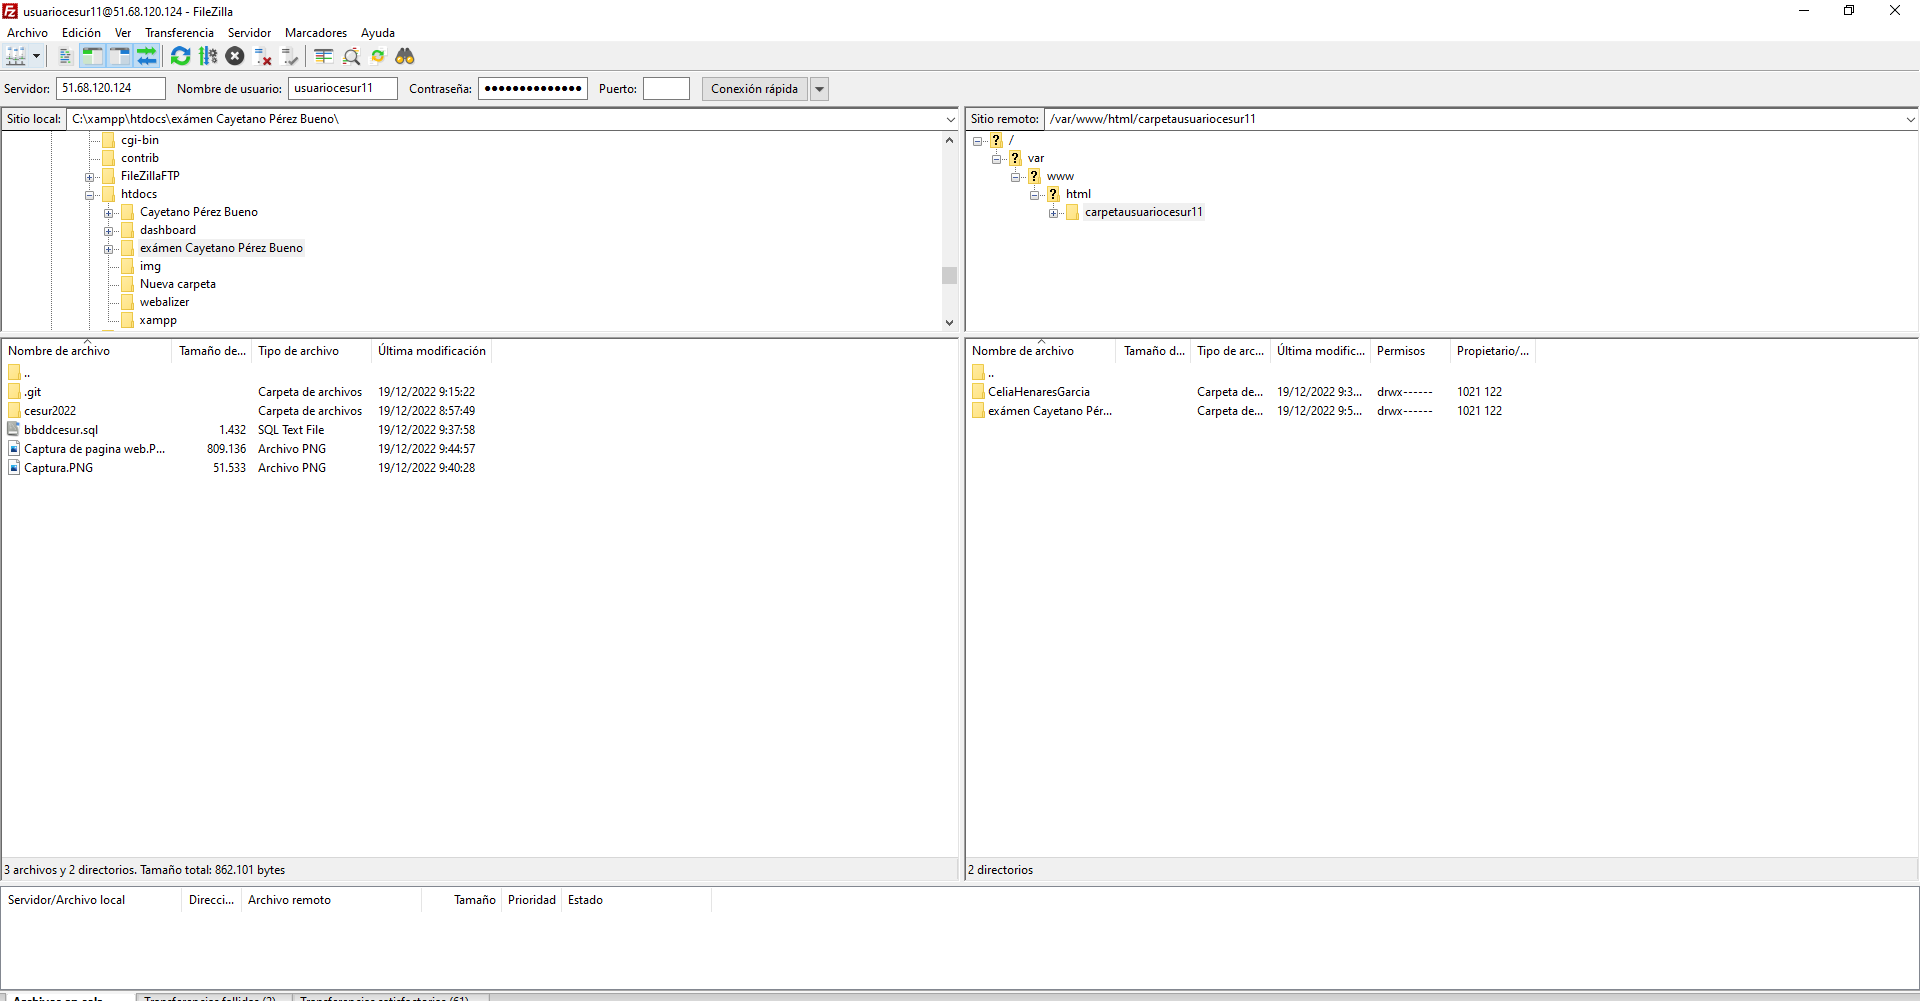 usuariocesur11@51.68.120.124 - FileZilla
Archivo Edición Ver Transferencia Servidor Marcadores Ayuda
Servidor: 51.68.120.124 Nombre de usuario: usuariocesur11 Contraseña: ●●●●●●●●●●●●●● Puerto: Conexión rápida
Sitio local: C:\xampp\htdocs\exámen Cayetano Pérez Bueno\
cgi-bin
contrib
FileZillaFTP
htdocs
Cayetano Pérez Bueno
dashboard
exámen Cayetano Pérez Bueno
img
Nueva carpeta
webalizer
xampp
Sitio remoto: /var/www/html/carpetausuariocesur11
/
var
www
html
carpetausuariocesur11
Nombre de archivo Tamaño de... Tipo de archivo Última modificación
..
.git Carpeta de archivos 19/12/2022 9:15:22
cesur2022 Carpeta de archivos 19/12/2022 8:57:49
bbddcesur.sql 1.432 SQL Text File 19/12/2022 9:37:58
Captura de pagina web.P... 809.136 Archivo PNG 19/12/2022 9:44:57
Captura.PNG 51.533 Archivo PNG 19/12/2022 9:40:28
3 archivos y 2 directorios. Tamaño total: 862.101 bytes
Nombre de archivo Tamaño d... Tipo de arc... Última modific... Permisos Propietario/...
..
CeliaHenaresGarcia Carpeta de... 19/12/2022 9:3... drwx------ 1021 122
exámen Cayetano Pér... Carpeta de... 19/12/2022 9:5... drwx------ 1021 122
2 directorios
Servidor/Archivo local Direcci... Archivo remoto Tamaño Prioridad Estado
Archivos en cola Transferencias fallidas (2) Transferencias satisfactorias (61)